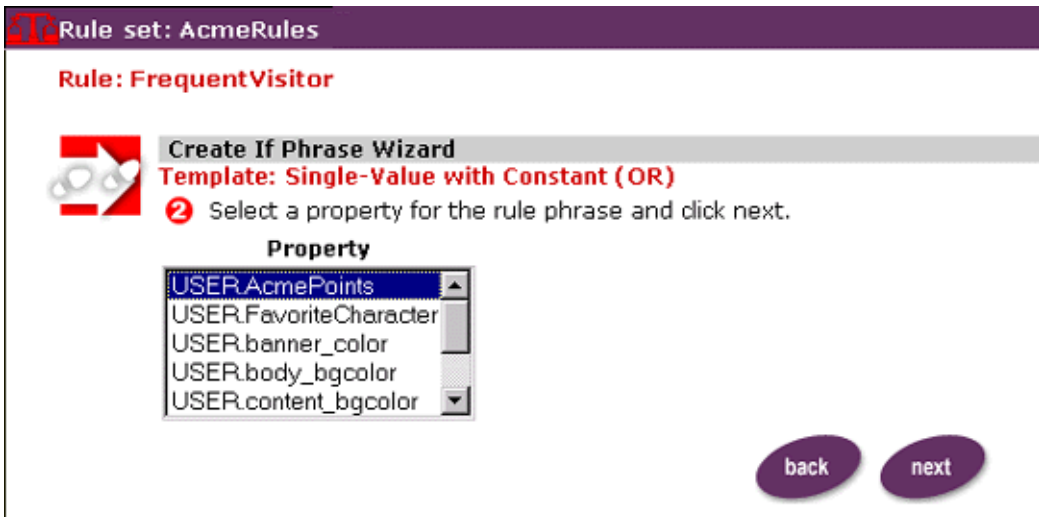 Rule set: AcmeRules
Rule: FrequentVisitor
Create If Phrase Wizard
Template: Single-Value with Constant (OR)
2 Select a property for the rule phrase and click next.
Property
USER.AcmePoints
USER.FavoriteCharacter
USER.banner_color
USER.body_bgcolor
USER.content_bgcolor
back next